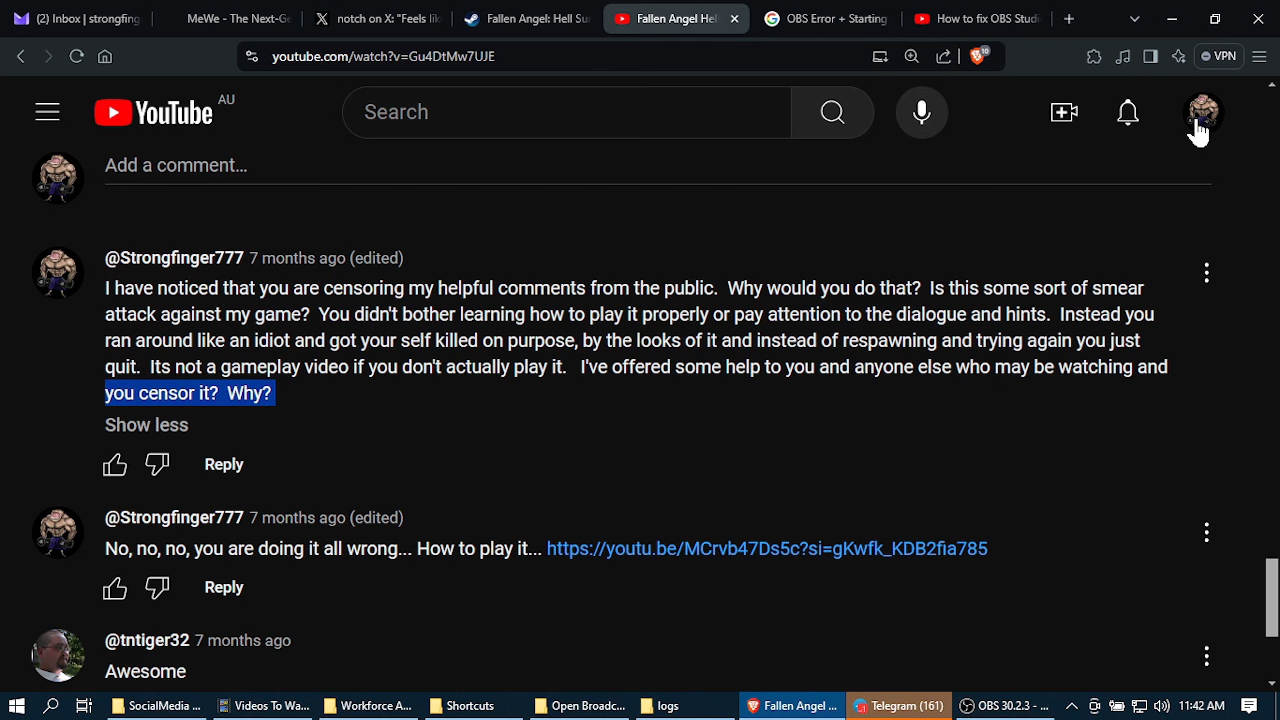 (2) Inbox | strongfing
MeWe - The Next-Ge
notch on X: "Feels lik
Fallen Angel: Hell Sur
Fallen Angel Hel
OBS Error + Starting
How to fix OBS Studi
youtube.com/watch?v=Gu4DtMw7UJE
10
VPN
YouTube AU
Search
Add a comment...
@Strongfinger777 7 months ago (edited)
I have noticed that you are censoring my helpful comments from the public.  Why would you do that?  Is this some sort of smear
attack against my game?  You didn't bother learning how to play it properly or pay attention to the dialogue and hints.  Instead you
ran around like an idiot and got your self killed on purpose, by the looks of it and instead of respawning and trying again you just
quit.  Its not a gameplay video if you don't actually play it.   I've offered some help to you and anyone else who may be watching and
you censor it?  Why?
Show less
Reply
@Strongfinger777 7 months ago (edited)
No, no, no, you are doing it all wrong... How to play it... https://youtu.be/MCrvb47Ds5c?si=gKwfk_KDB2fia785
Reply
@tntiger32 7 months ago
Awesome
SocialMedia ...
Videos To Wa...
Workforce A...
Shortcuts
Open Broadc...
logs
Fallen Angel ...
Telegram (161)
OBS 30.2.3 - ...
11:42 AM